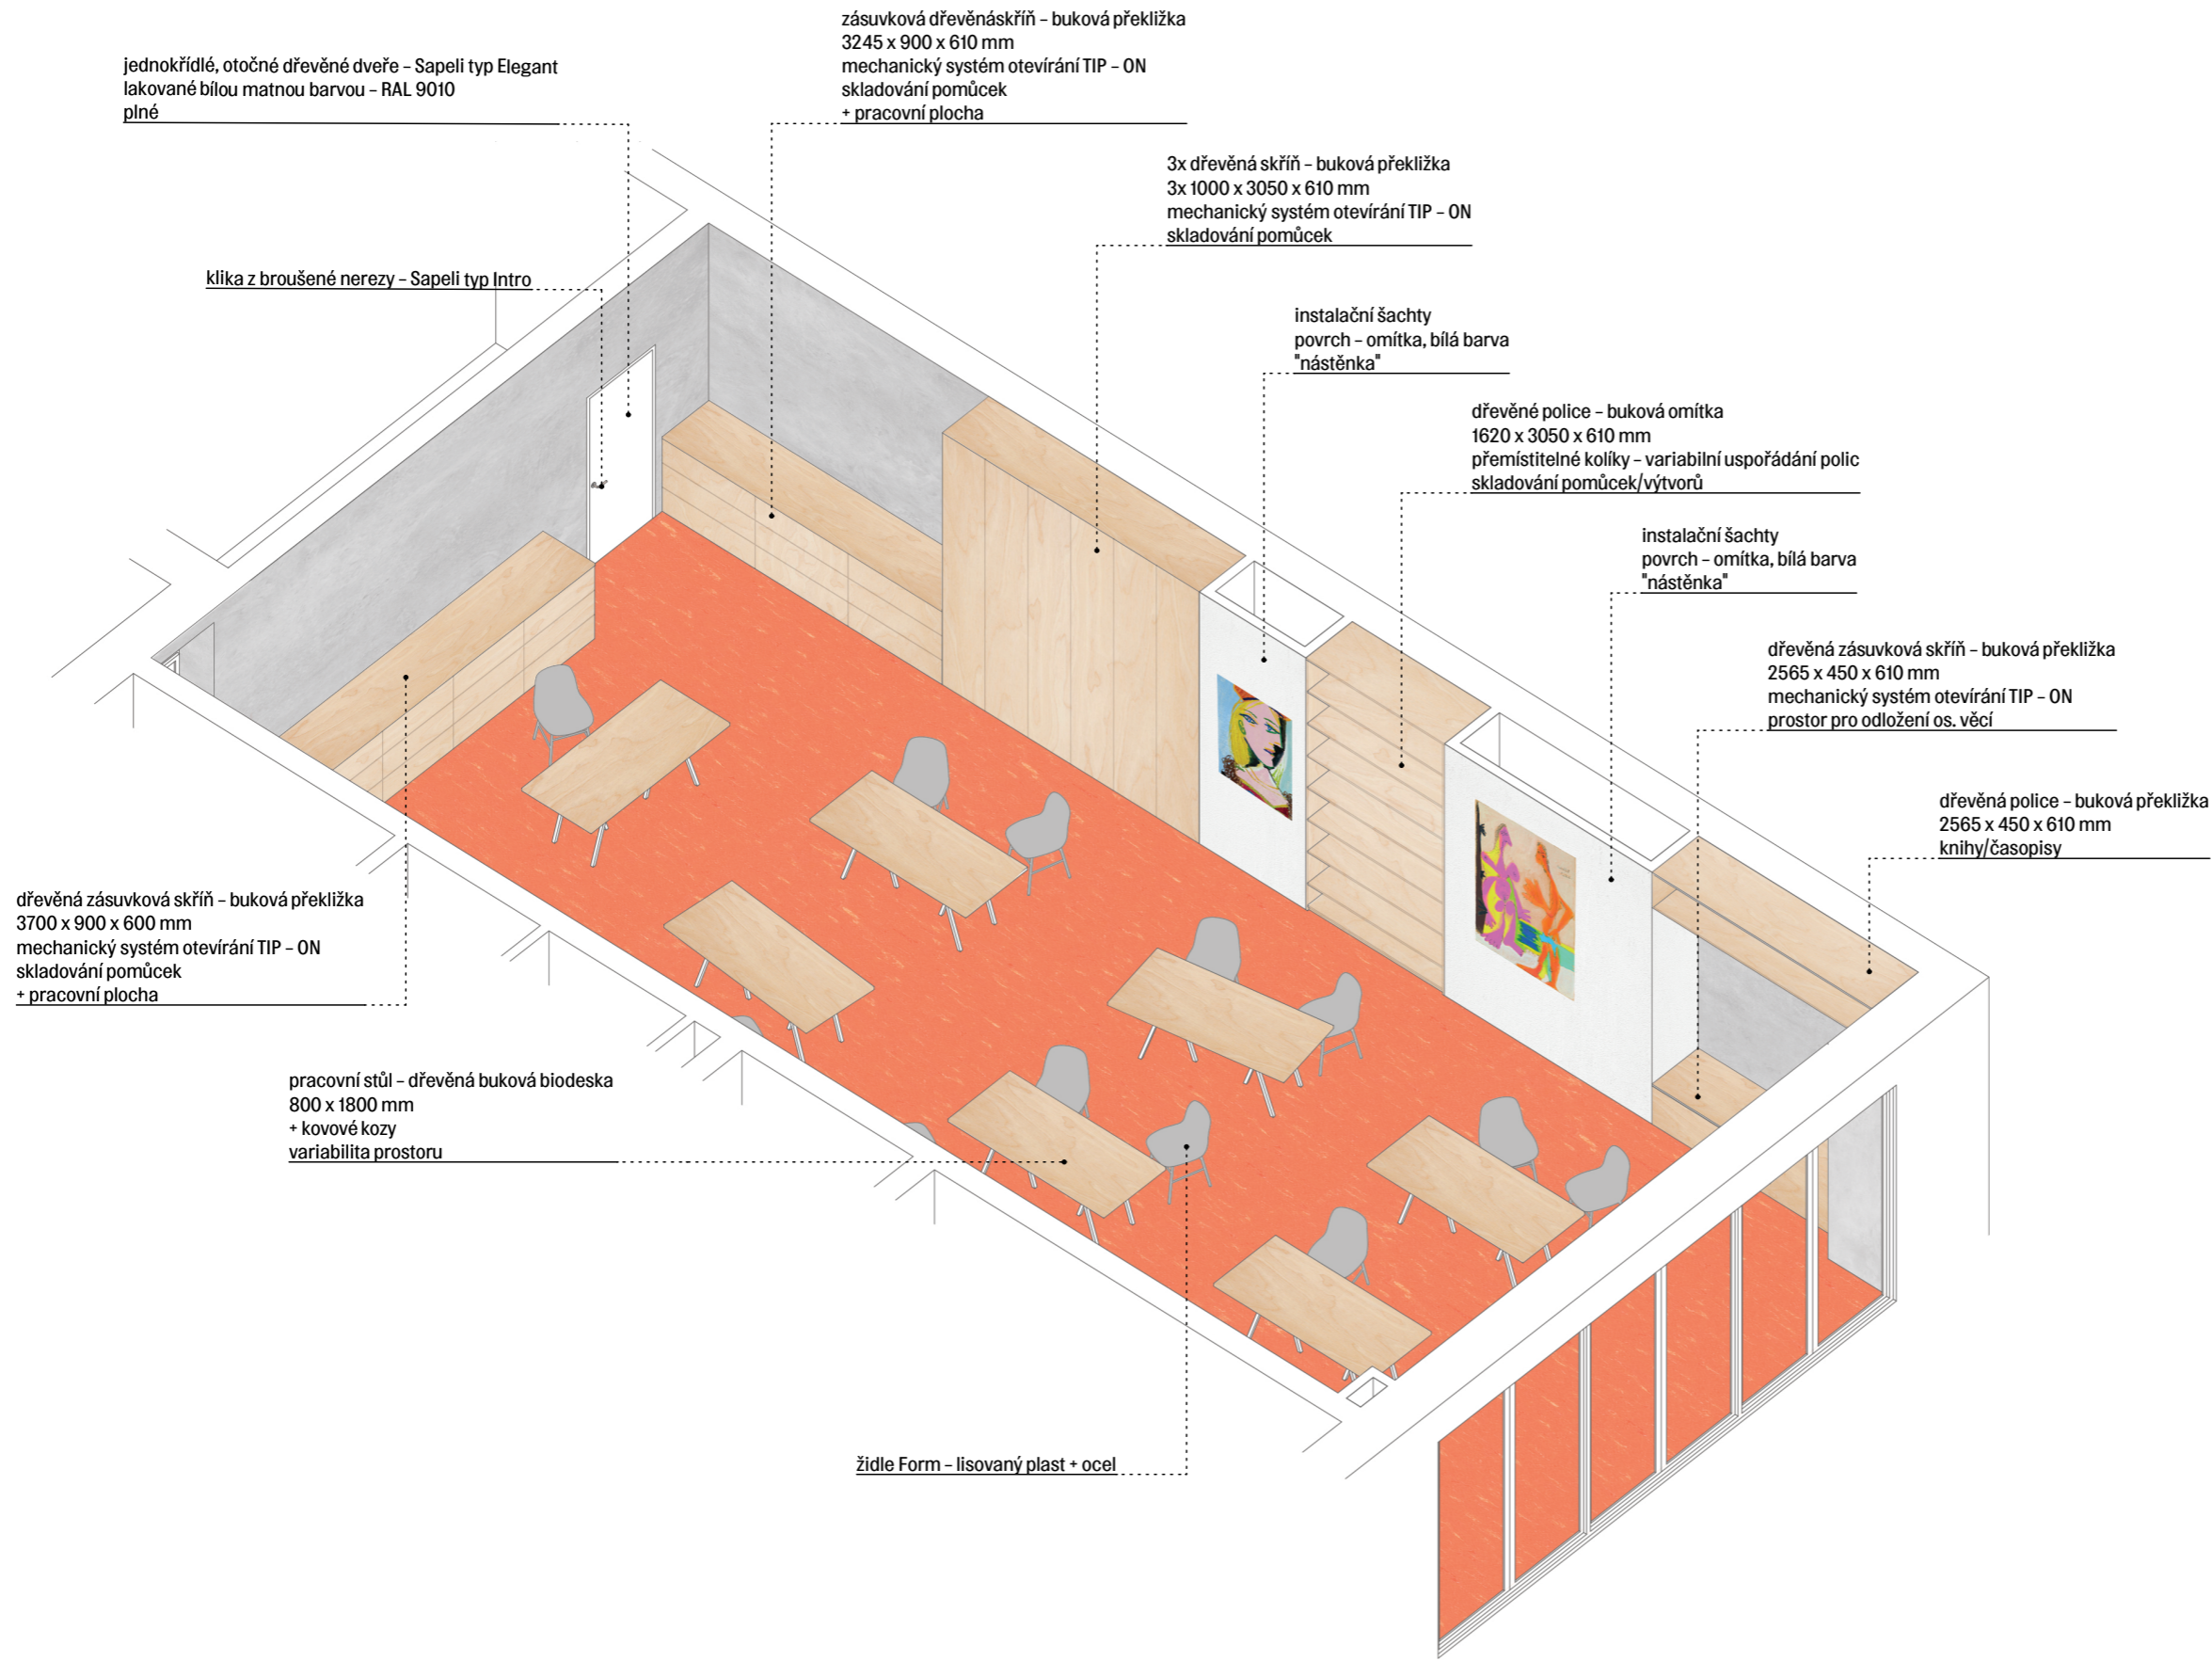 zásuvková dřevěnáskříň – buková překližka
3245 x 900 x 610 mm
mechanický systém otevírání TIP – ON
skladování pomůcek
+ pracovní plocha
jednokřídlé, otočné dřevěné dveře – Sapeli typ Elegant
lakované bílou matnou barvou – RAL 9010
plné
3x dřevěná skříň – buková překližka
3x 1000 x 3050 x 610 mm
mechanický systém otevírání TIP – ON
skladování pomůcek
klika z broušené nerezy – Sapeli typ Intro
instalační šachty
povrch – omítka, bílá barva
"nástěnka"
dřevěné police – buková omítka
1620 x 3050 x 610 mm
přemístitelné kolíky – variabilní uspořádání polic
skladování pomůcek/výtvorů
instalační šachty
povrch – omítka, bílá barva
"nástěnka"
dřevěná zásuvková skříň – buková překližka
2565 x 450 x 610 mm
mechanický systém otevírání TIP – ON
prostor pro odložení os. věcí
dřevěná police – buková překližka
2565 x 450 x 610 mm
knihy/časopisy
dřevěná zásuvková skříň – buková překližka
3700 x 900 x 600 mm
mechanický systém otevírání TIP – ON
skladování pomůcek
+ pracovní plocha
pracovní stůl – dřevěná buková biodeska
800 x 1800 mm
+ kovové kozy
variabilita prostoru
židle Form – lisovaný plast + ocel